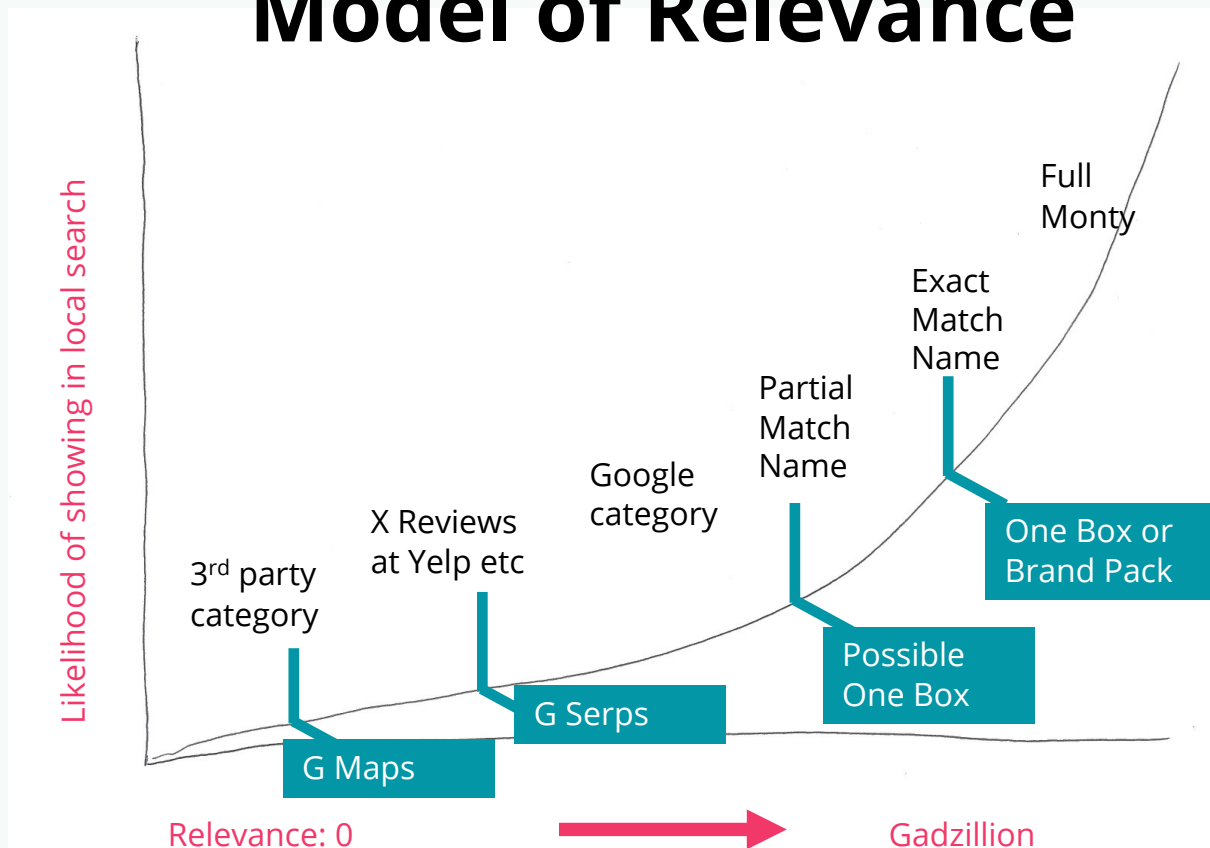 Model of Relevance
Likelihood of showing in local search
Full
Monty
Exact
Match
Name
Partial
Match
Name
Google
category
X Reviews
at Yelp etc
3rd party
category
One Box or
Brand Pack
Possible
One Box
G Serps
G Maps
Relevance: 0
Gadzillion